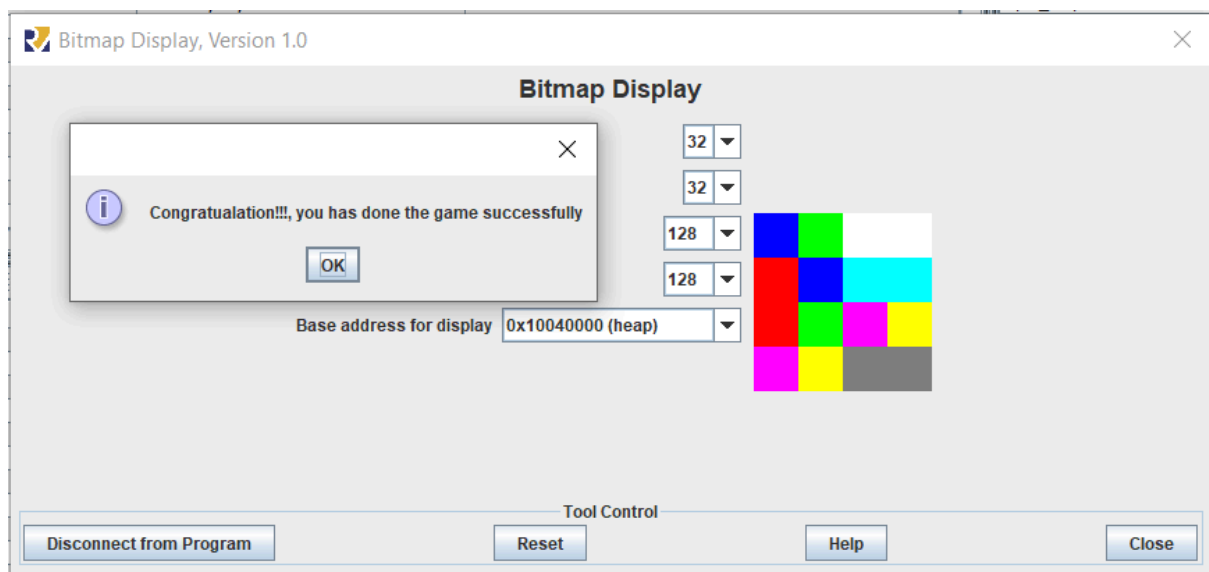 Bitmap Display, Version 1.0
Bitmap Display
32
Congratualation!!!, you has done the game successfully
32
OK
128
128
Base address for display 0x10040000 (heap)
Tool Control
Disconnect from Program Reset Help Close